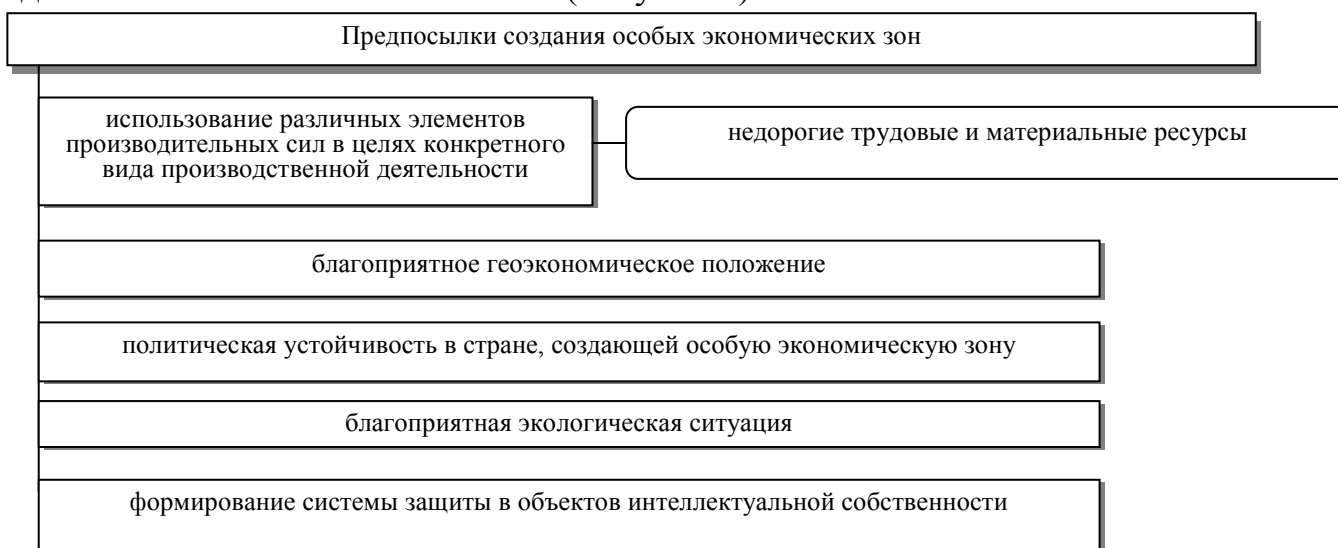 Предпосылки создания особых экономических зон
использование различных элементов
производительных сил в целях конкретного
вида производственной деятельности
недорогие трудовые и материальные ресурсы
благоприятное геоэкономическое положение
политическая устойчивость в стране, создающей особую экономическую зону
благоприятная экологическая ситуация
формирование системы защиты в объектов интеллектуальной собственности